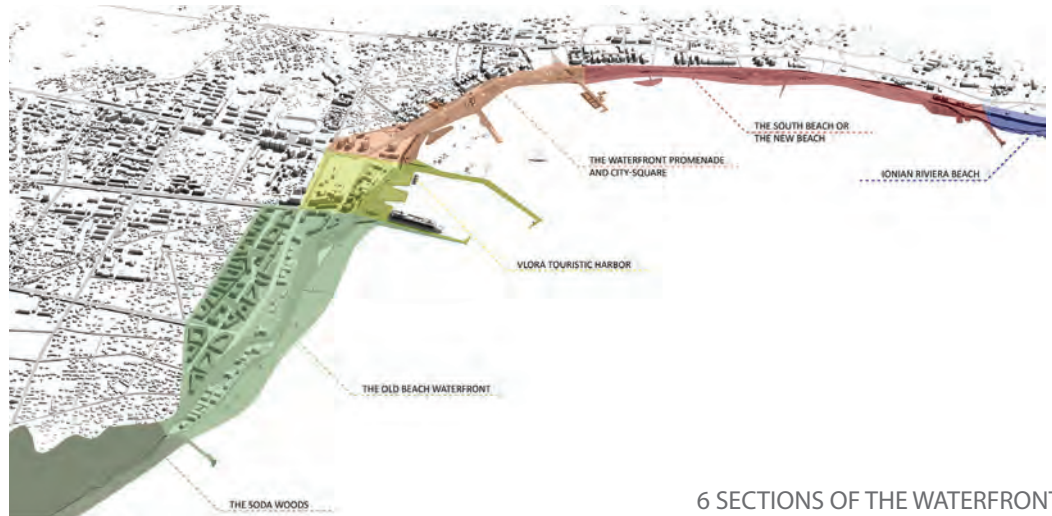 THE SOUTH BEACH OR
THE NEW BEACH
THE WATERFRONT PROMENADE
AND CITY-SQUARE
IONIAN RIVIERA BEACH
VLORA TOURISTIC HARBOR
THE OLD BEACH WATERFRONT
THE SODA WOODS
6 SECTIONS OF THE WATERFRONT